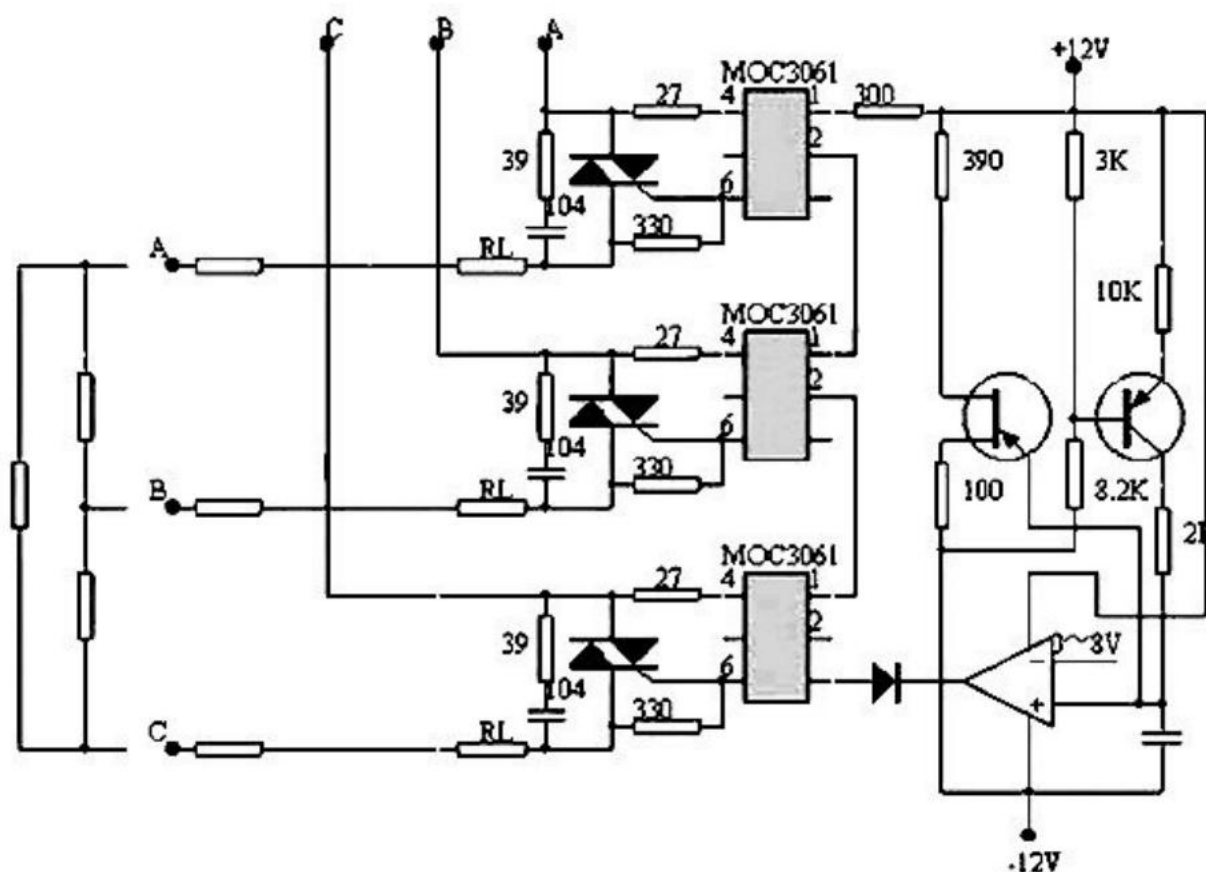 C B A
+12V
MOC3061
27 4 1 300
2
39 390 3K
6
104
330
A RL
10K
MOC3061
27 4 1
39 2
6
104
330 100 8.2K
B RL
MOC3061
27 4 1
39 2
6 8V
104 − +
330
C RL
-12V